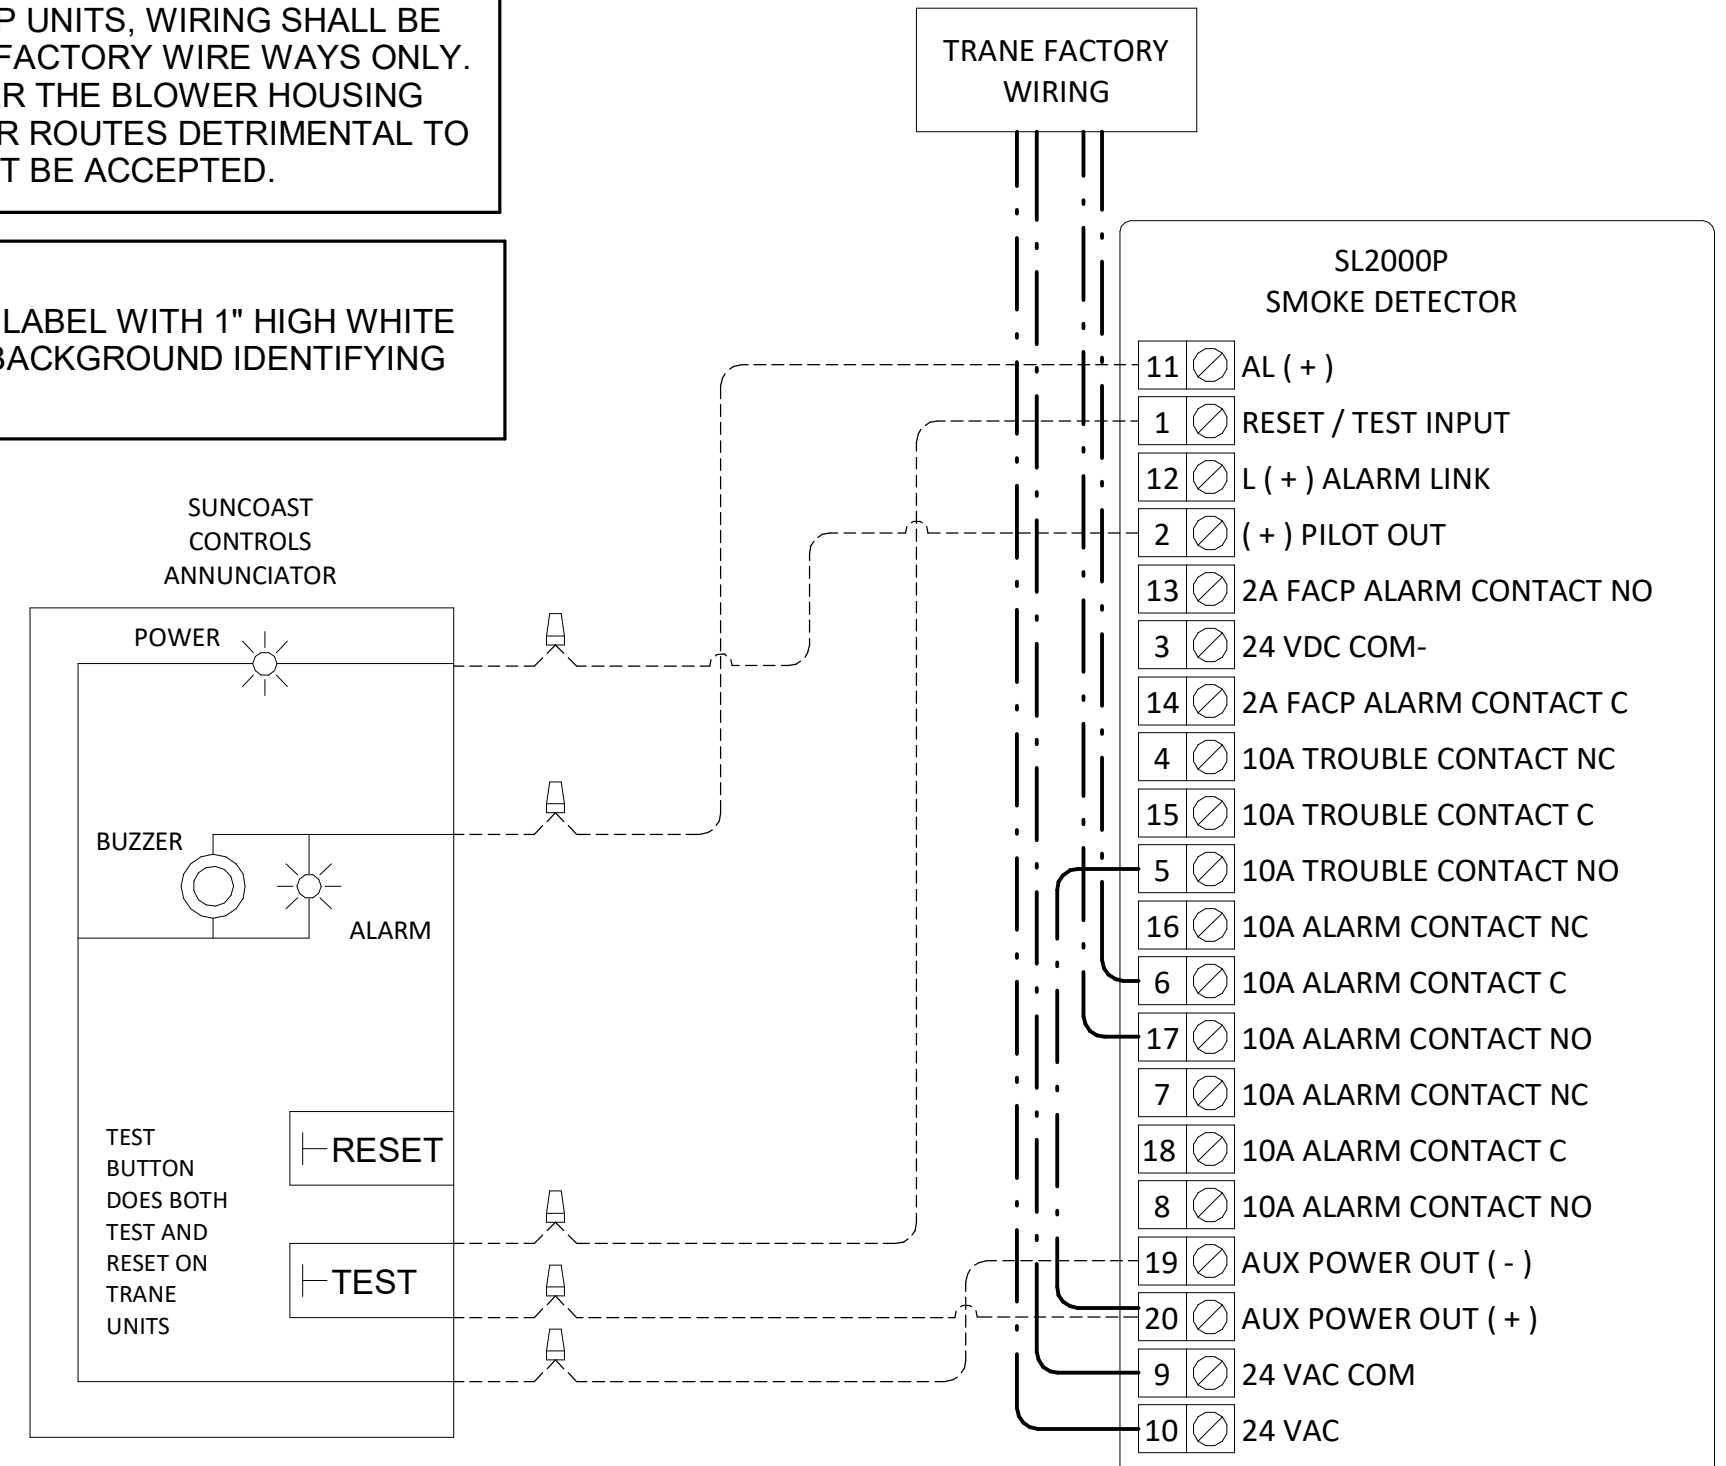 P UNITS, WIRING SHALL BE
FACTORY WIRE WAYS ONLY.
ER THE BLOWER HOUSING
R ROUTES DETRIMENTAL TO
T BE ACCEPTED.
LABEL WITH 1" HIGH WHITE
BACKGROUND IDENTIFYING
TRANE FACTORY
WIRING
SL2000P
SMOKE DETECTOR
11 AL ( + )
1 RESET / TEST INPUT
12 L ( + ) ALARM LINK
2 ( + ) PILOT OUT
13 2A FACP ALARM CONTACT NO
3 24 VDC COM-
14 2A FACP ALARM CONTACT C
4 10A TROUBLE CONTACT NC
15 10A TROUBLE CONTACT C
5 10A TROUBLE CONTACT NO
16 10A ALARM CONTACT NC
6 10A ALARM CONTACT C
17 10A ALARM CONTACT NO
7 10A ALARM CONTACT NC
18 10A ALARM CONTACT C
8 10A ALARM CONTACT NO
19 AUX POWER OUT ( - )
20 AUX POWER OUT ( + )
9 24 VAC COM
10 24 VAC
SUNCOAST
CONTROLS
ANNUNCIATOR
POWER
BUZZER
ALARM
RESET
TEST
TEST
BUTTON
DOES BOTH
TEST AND
RESET ON
TRANE
UNITS